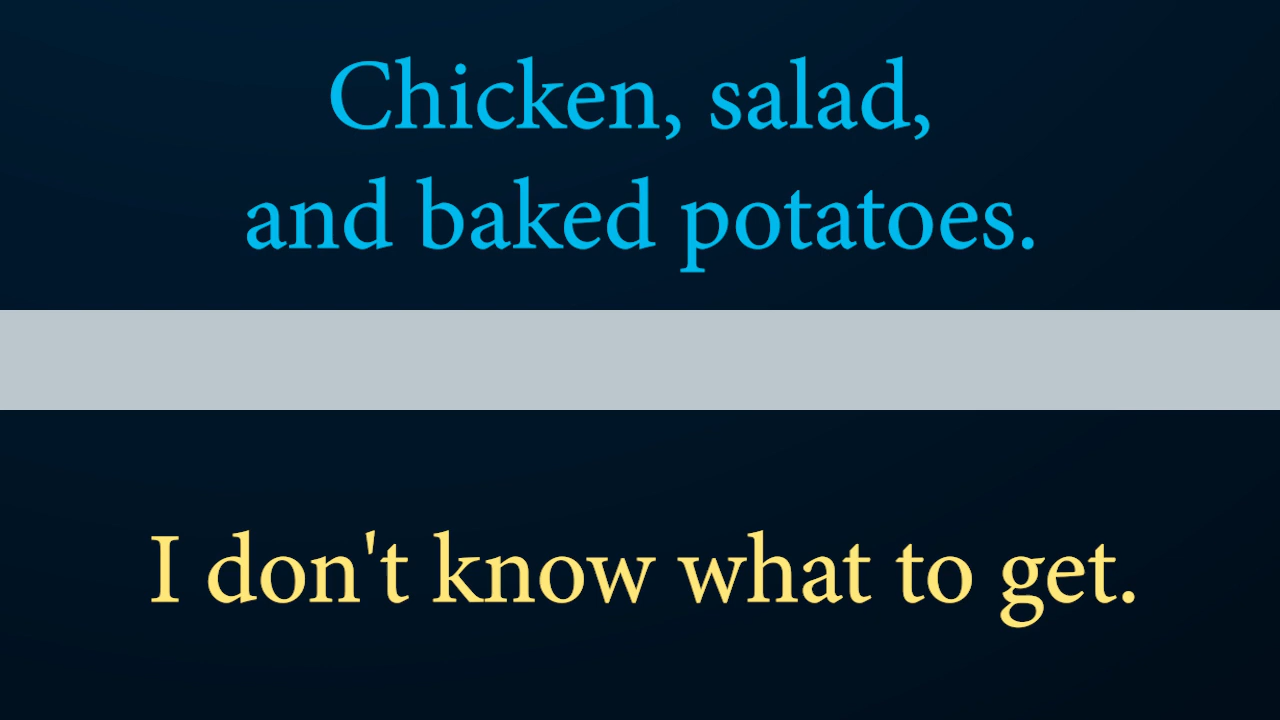 Chicken, salad,
and baked potatoes.
I don't know what to get.